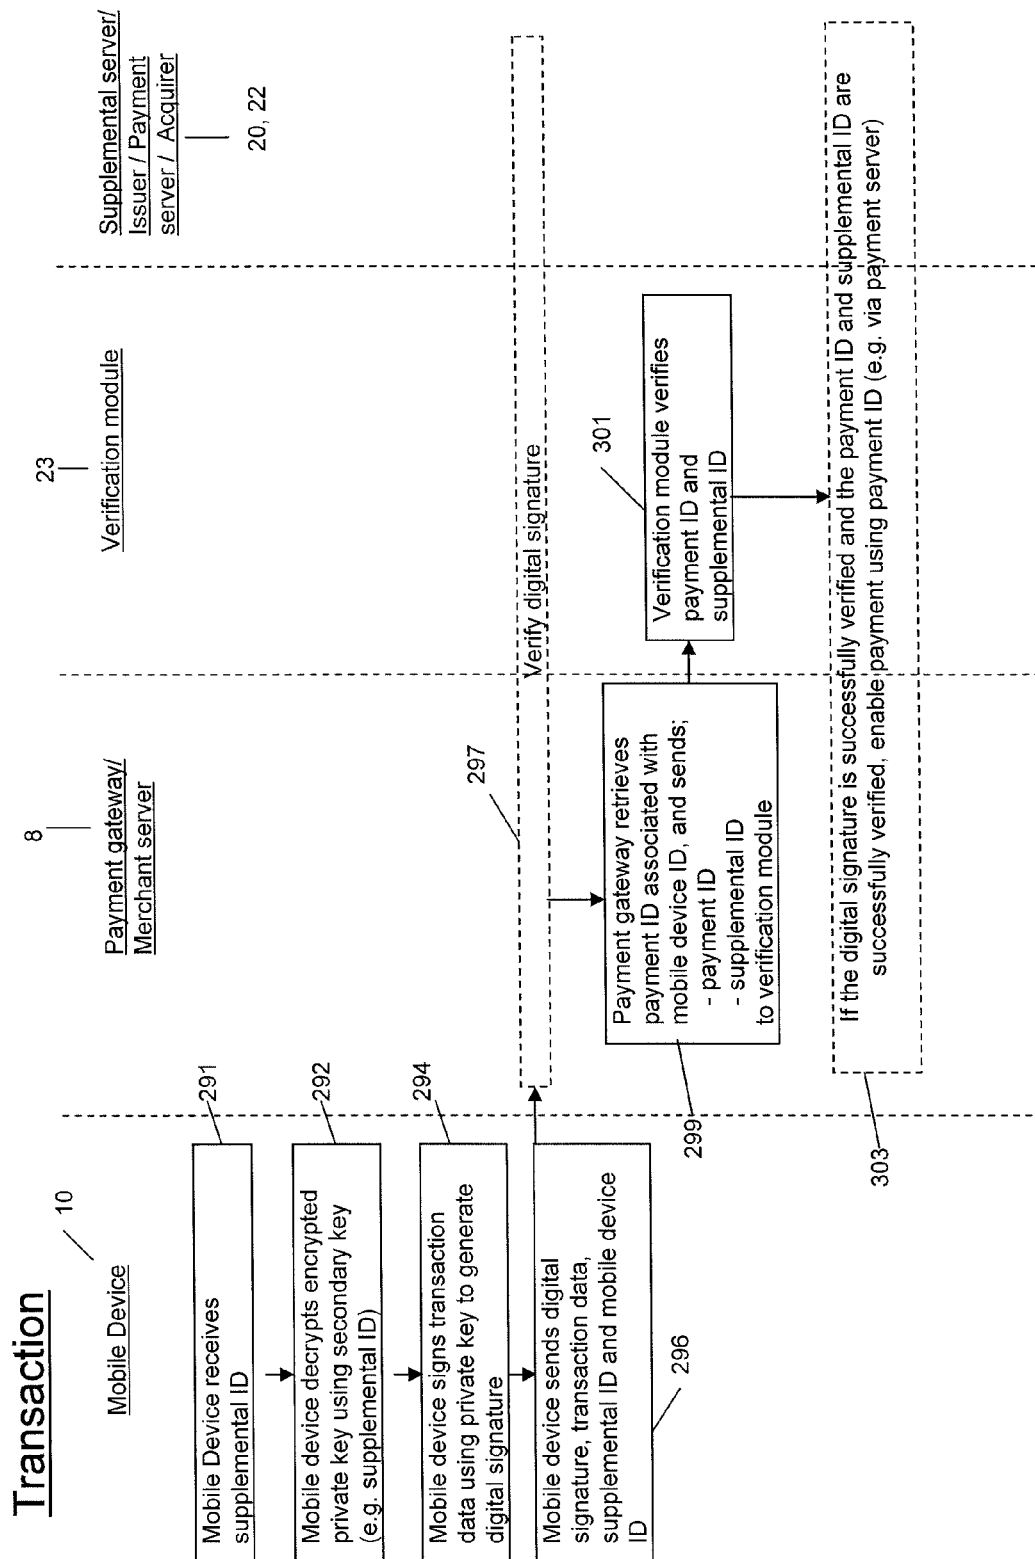 Transaction
10
Mobile Device
8
Payment gateway/
Merchant server
23
Verification module
Supplemental server/
Issuer / Payment
server / Acquirer
20, 22
Mobile Device receives
supplemental ID
291
Mobile device decrypts encrypted
private key using secondary key
(e.g. supplemental ID)
292
Mobile device signs transaction
data using private key to generate
digital signature
294
Mobile device sends digital
signature, transaction data,
supplemental ID and mobile device
ID
296
Verify digital signature
297
Payment gateway retrieves
payment ID associated with
mobile device ID, and sends;
- payment ID
- supplemental ID
to verification module
299
Verification module verifies
payment ID and
supplemental ID
301
If the digital signature is successfully verified and the payment ID and supplemental ID are
successfully verified, enable payment using payment ID (e.g. via payment server)
303